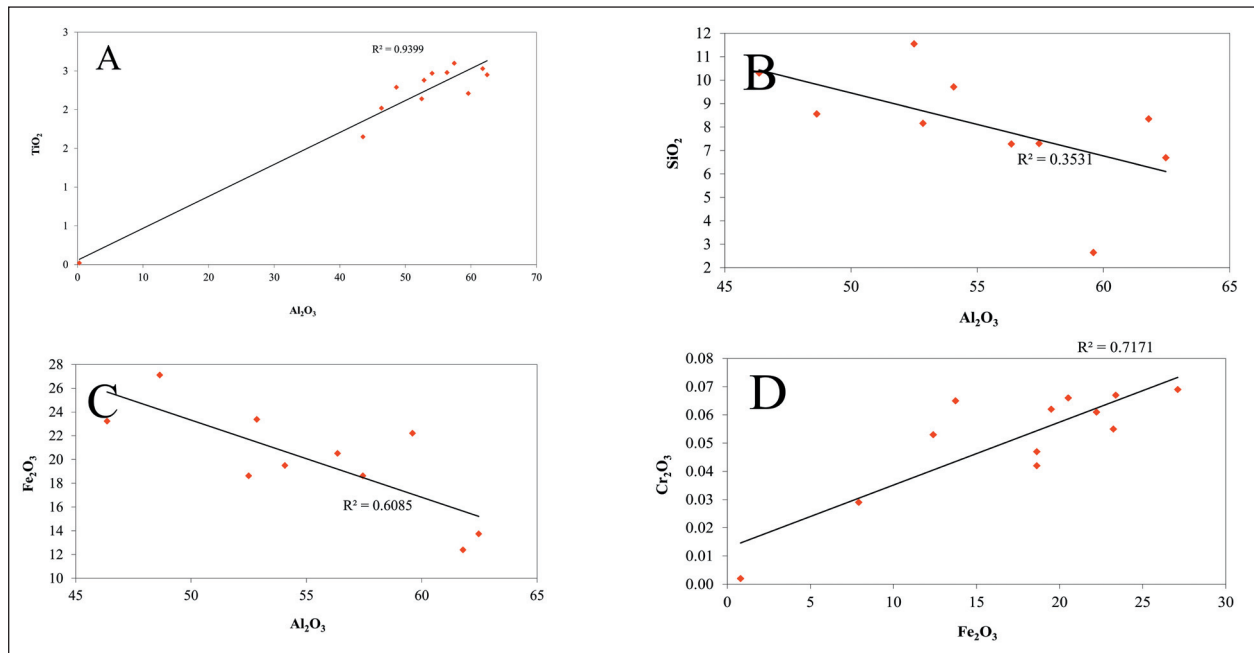 A
R² = 0.9399
TiO₂
3
3
2
2
1
1
0
0 10 20 30 40 50 60 70
Al₂O₃
B
R² = 0.3531
SiO₂
12
11
10
9
8
7
6
5
4
3
2
45 50 55 60 65
Al₂O₃
C
R² = 0.6085
Fe₂O₃
28
26
24
22
20
18
16
14
12
10
45 50 55 60 65
Al₂O₃
D
R² = 0.7171
Cr₂O₃
0.08
0.07
0.06
0.05
0.04
0.03
0.02
0.01
0.00
0 5 10 15 20 25 30
Fe₂O₃